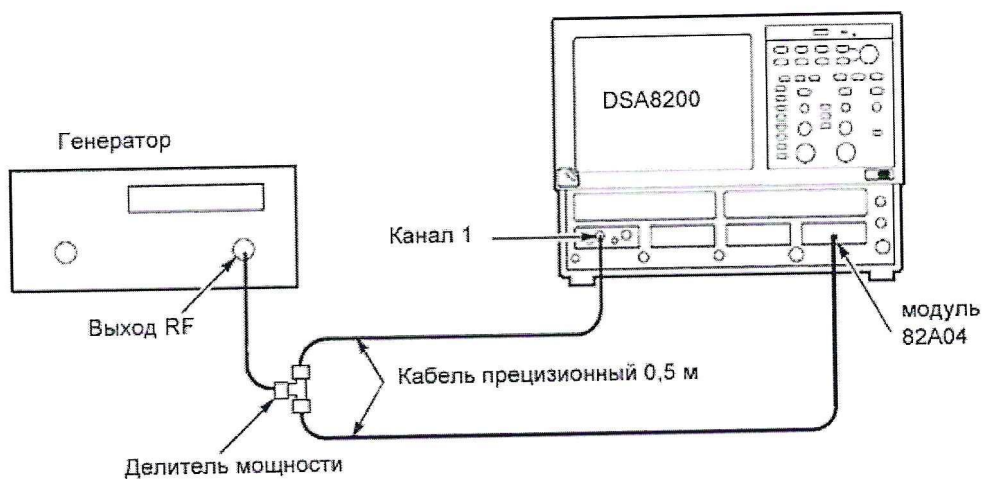 DSA8200
Генератор
Канал 1
Выход RF
модуль
82A04
Кабель прецизионный 0,5 м
Делитель мощности